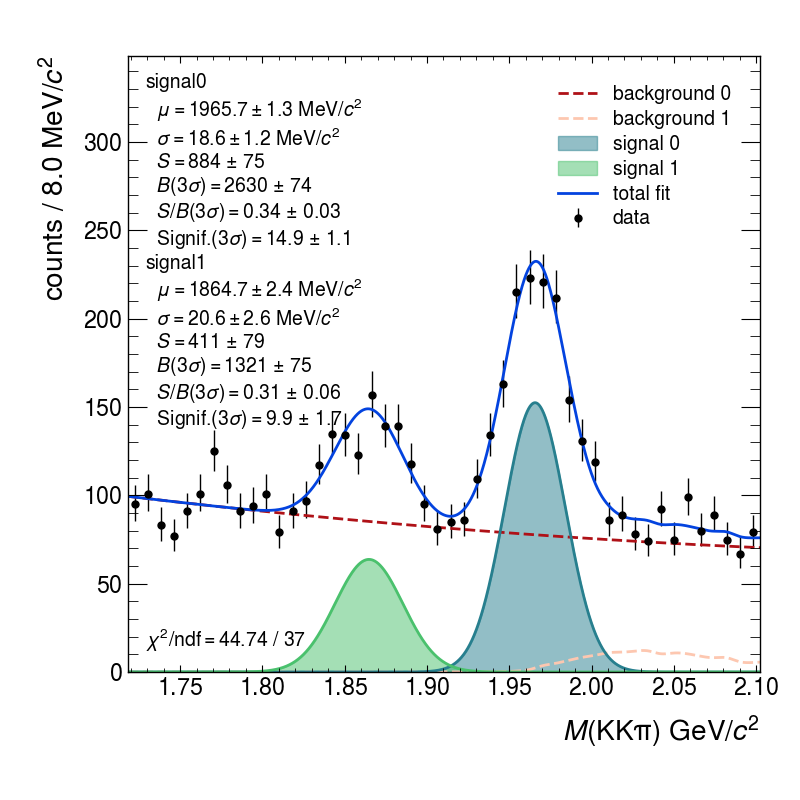 signal0
μ = 1965.7 ± 1.3 MeV/c²
σ = 18.6 ± 1.2 MeV/c²
S = 884 ± 75
B(3σ) = 2630 ± 74
S/B(3σ) = 0.34 ± 0.03
Signif.(3σ) = 14.9 ± 1.1
signal1
μ = 1864.7 ± 2.4 MeV/c²
σ = 20.6 ± 2.6 MeV/c²
S = 411 ± 79
B(3σ) = 1321 ± 75
S/B(3σ) = 0.31 ± 0.06
Signif.(3σ) = 9.9 ± 1.7
χ²/ndf = 44.74 / 37
background 0
background 1
signal 0
signal 1
total fit
data
counts / 8.0 MeV/c²
300
250
200
150
100
50
0
1.75 1.80 1.85 1.90 1.95 2.00 2.05 2.10
M(KKπ) GeV/c²